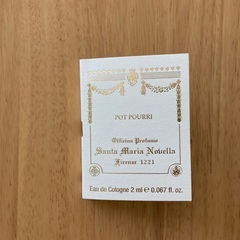 POT POURRI
Officina Profumo
Santa Maria Novella
Firenze 1221
Eau de Cologne 2 ml ℮ 0.067 fl. oz.